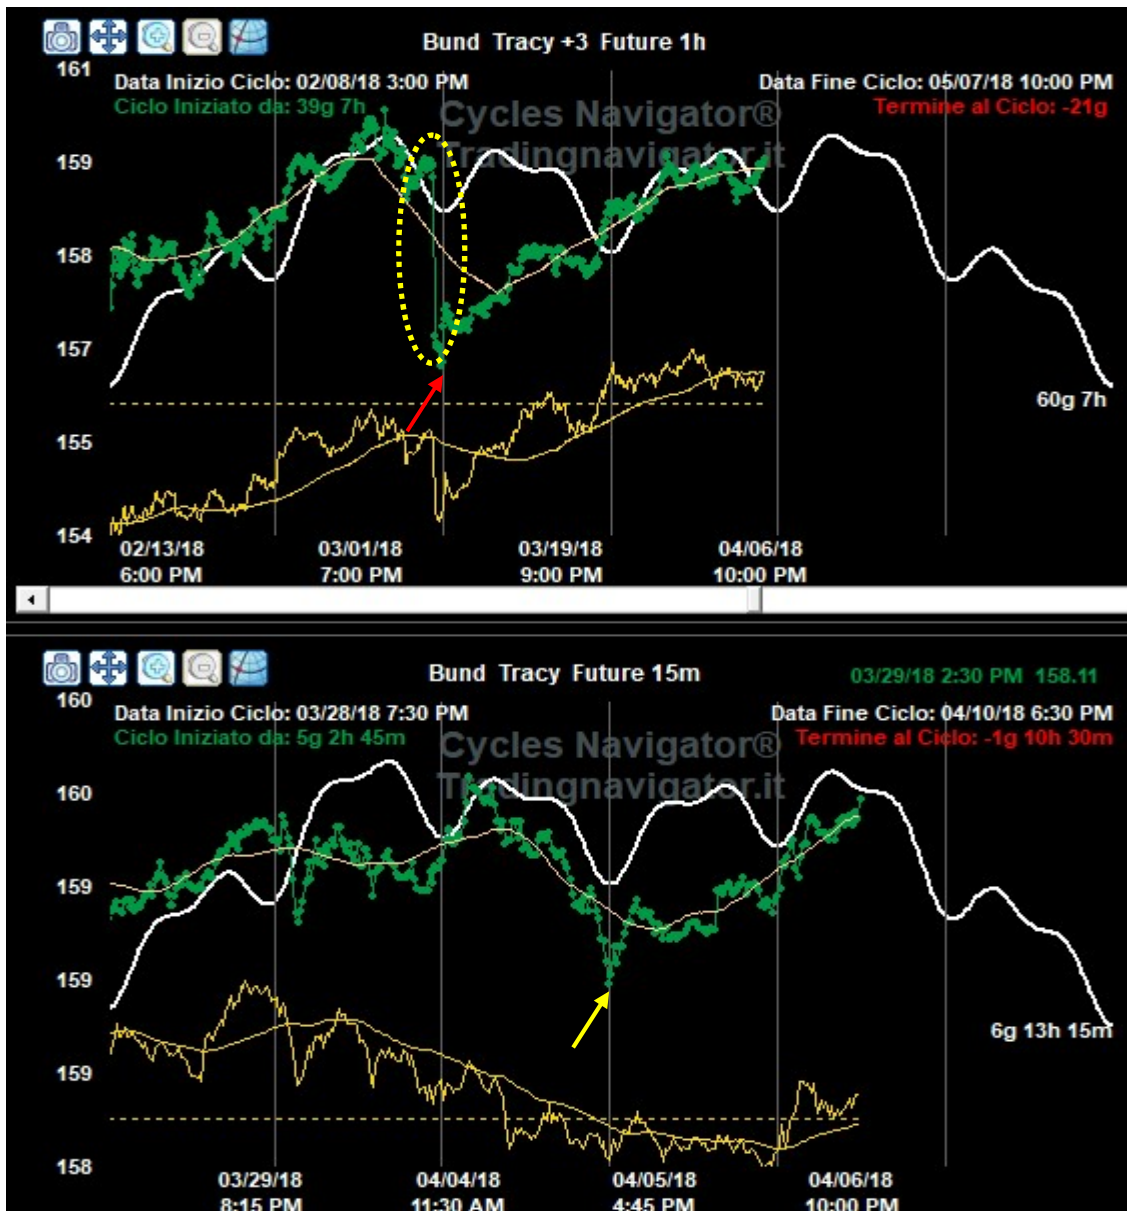 Bund Tracy +3 Future 1h
161
Data Inizio Ciclo: 02/08/18 3:00 PM
Data Fine Ciclo: 05/07/18 10:00 PM
Ciclo Iniziato da: 39g 7h
Termine al Ciclo: -21g
Cycles Navigator®
Tradingnavigator.it
159
158
157
60g 7h
155
154
02/13/18 03/01/18 03/19/18 04/06/18
6:00 PM 7:00 PM 9:00 PM 10:00 PM
Bund Tracy Future 15m
03/29/18 2:30 PM 158.11
160
Data Inizio Ciclo: 03/28/18 7:30 PM
Data Fine Ciclo: 04/10/18 6:30 PM
Ciclo Iniziato da: 5g 2h 45m
Termine al Ciclo: -1g 10h 30m
Cycles Navigator®
Tradingnavigator.it
160
159
159
6g 13h 15m
159
158
03/29/18 04/04/18 04/05/18 04/06/18
8:15 PM 11:30 AM 4:45 PM 10:00 PM